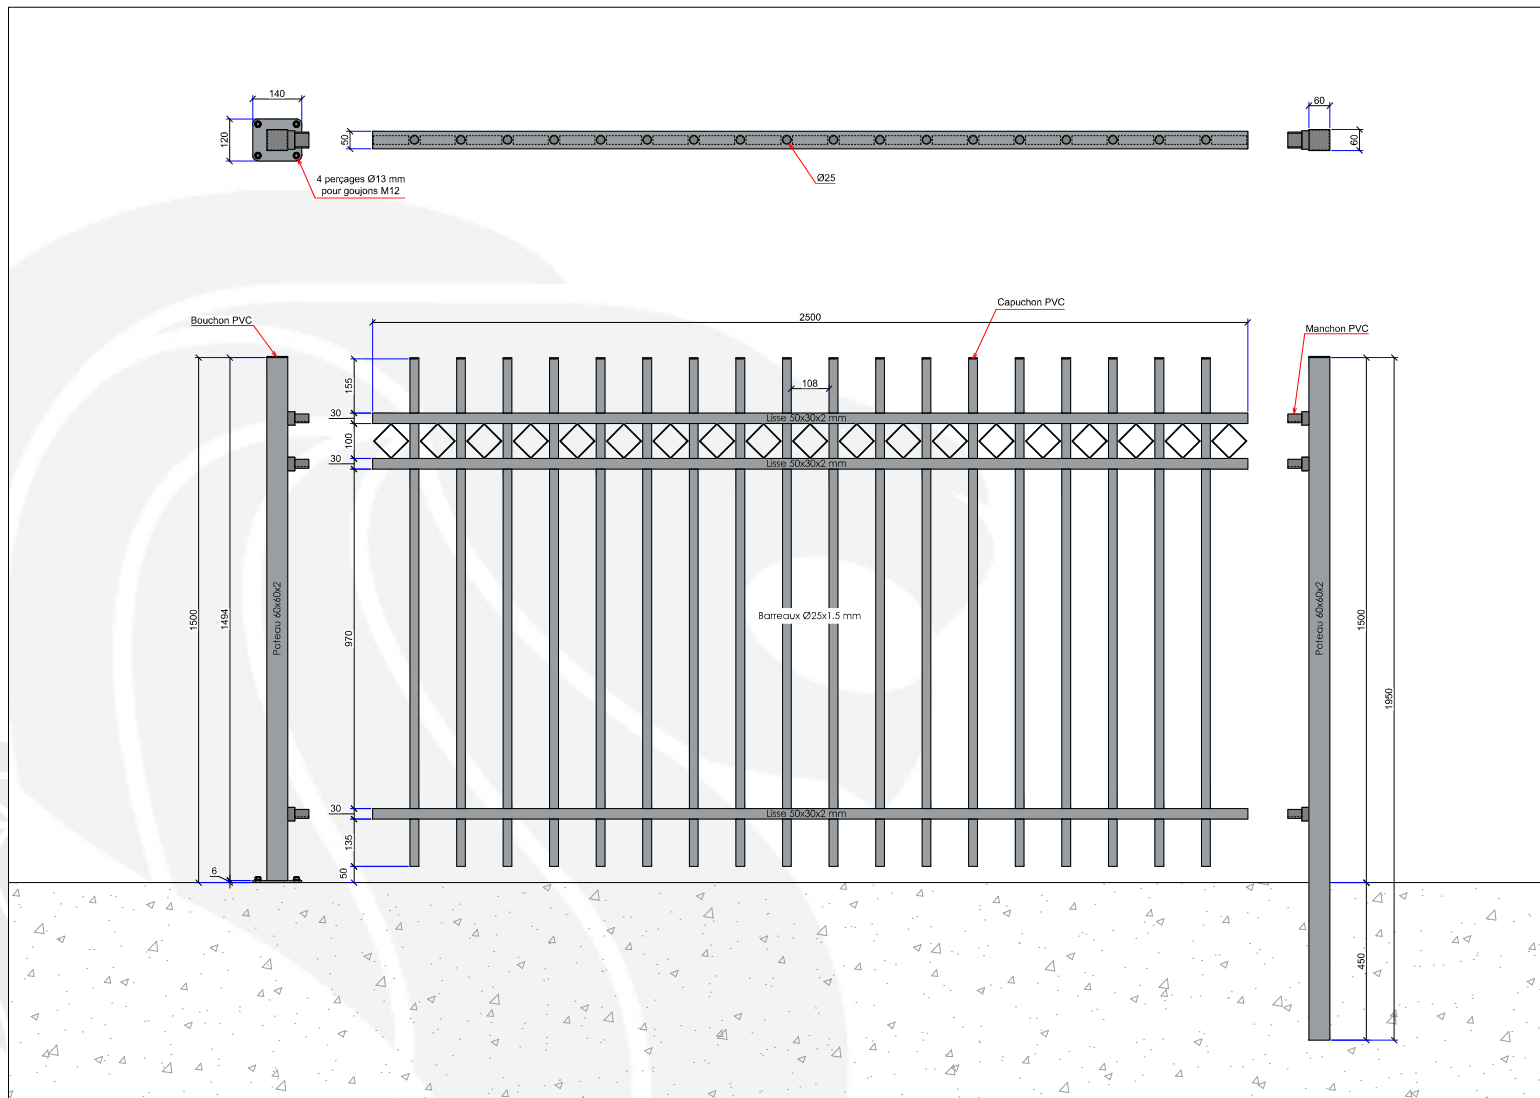 140
120
4 perçages Ø13 mm
pour goujons M12
50
Ø25
60
60
Bouchon PVC
2500
Capuchon PVC
Manchon PVC
155
108
30
Lisse 50x30x2 mm
100
30
Lisse 50x30x2 mm
1500
1494
Poteau 60x60x2
970
Barreaux Ø25x1.5 mm
Poteau 60x60x2
1500
1950
30
Lisse 50x30x2 mm
135
6
50
450